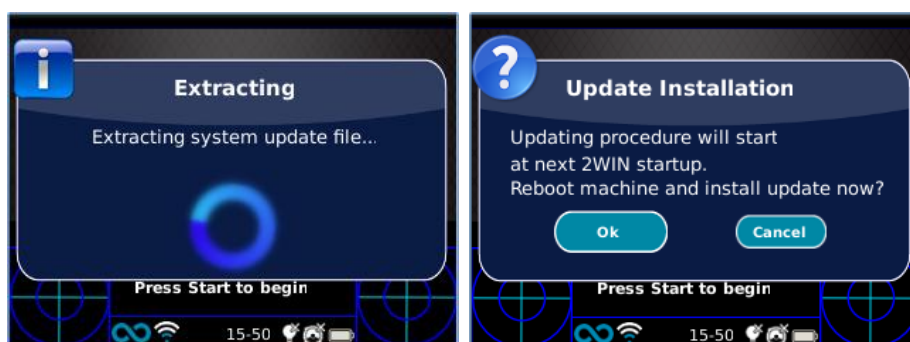 Extracting
Extracting system update file...
Press Start to begin
15-50
Update Installation
Updating procedure will start
at next 2WIN startup.
Reboot machine and install update now?
Ok
Cancel
Press Start to begin
15-50